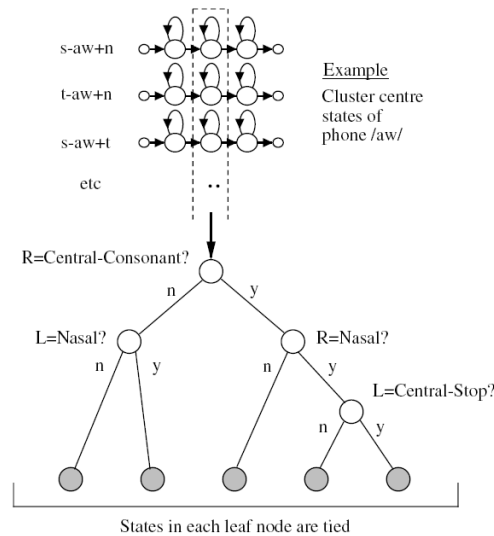 s-aw+n
Example
t-aw+n
Cluster centre
states of
phone /aw/
s-aw+t
etc
..
R=Central-Consonant?
n
y
L=Nasal?
R=Nasal?
n
y
n
y
L=Central-Stop?
n
y
States in each leaf node are tied